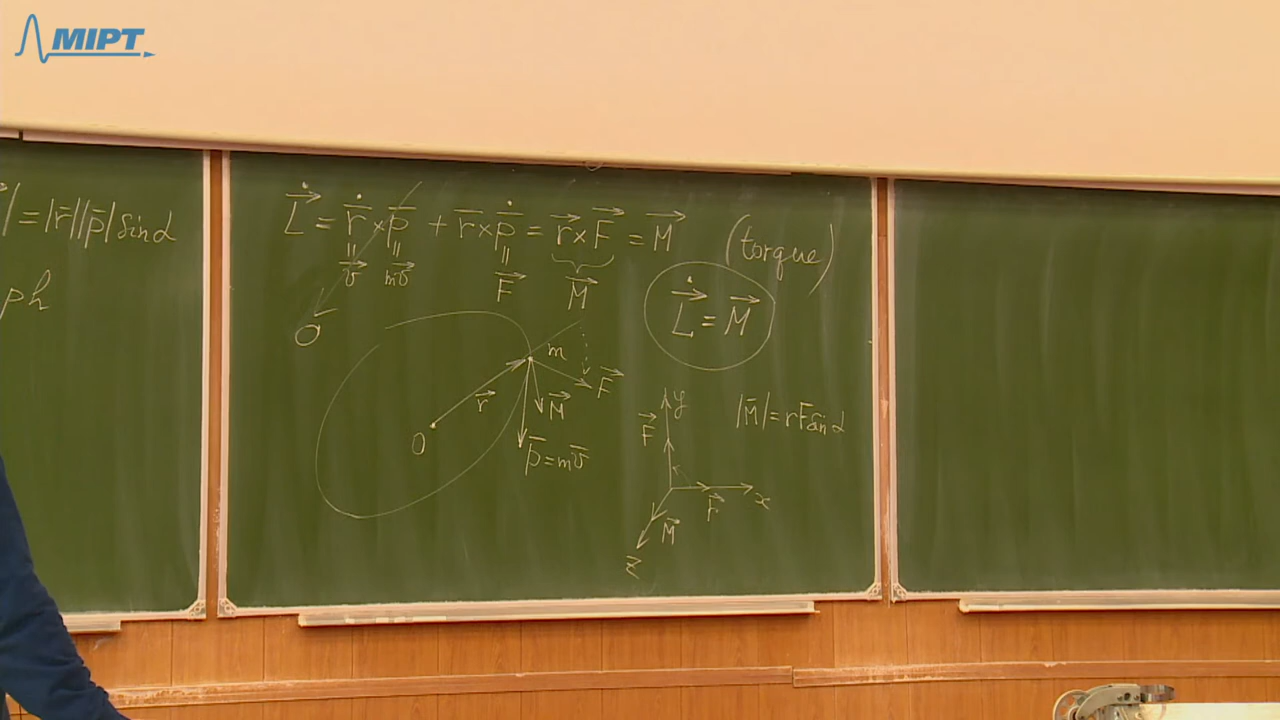 MIPT
| = |r̄||p̄| sin α
ph
L⃗̇ = r̄̇ × p̄ + r̄ × p̄̇ = r⃗ × F⃗ = M⃗ (torque)
|| || || 
v⃗ mv⃗ F⃗ M⃗
O⃗
L⃗̇ = M⃗
m
F⃗
r⃗
M⃗
O
p̄ = mv̄
y
F⃗
|M̄| = rF sin α
x
r⃗
M⃗
z